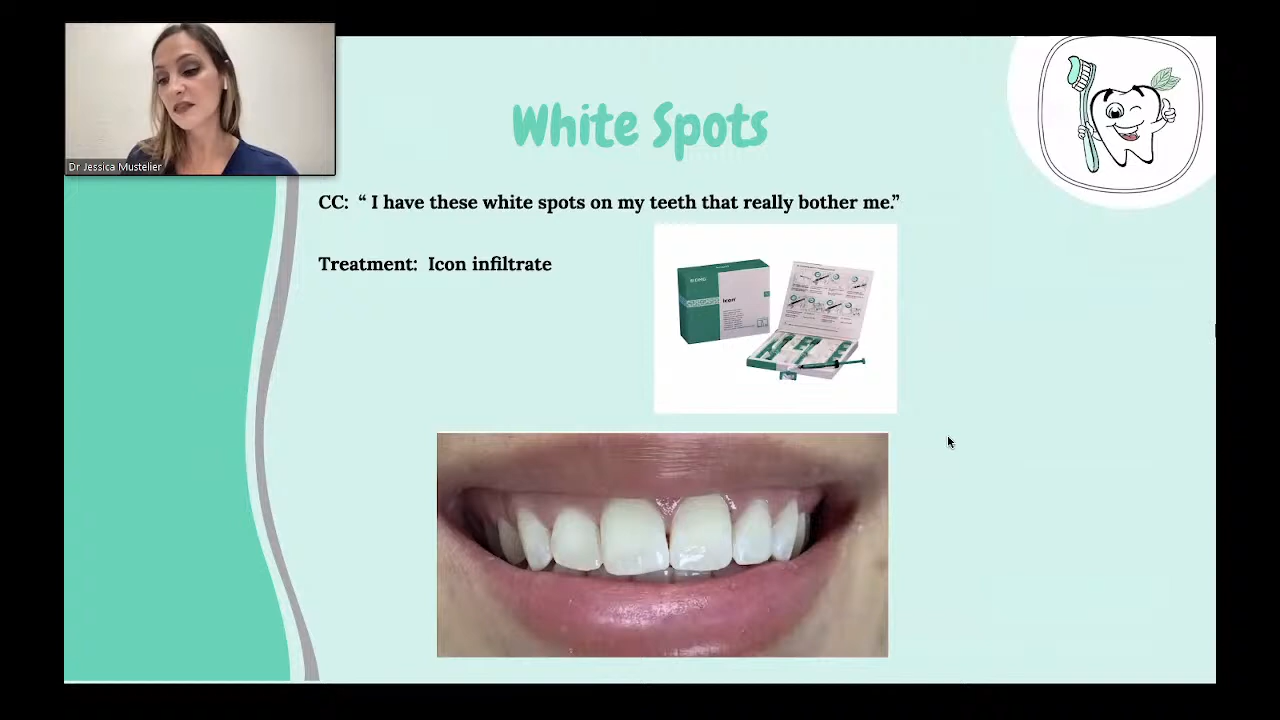 Dr Jessica Mustelier
White Spots
CC: “ I have these white spots on my teeth that really bother me.”
Treatment: Icon infiltrate
Icon